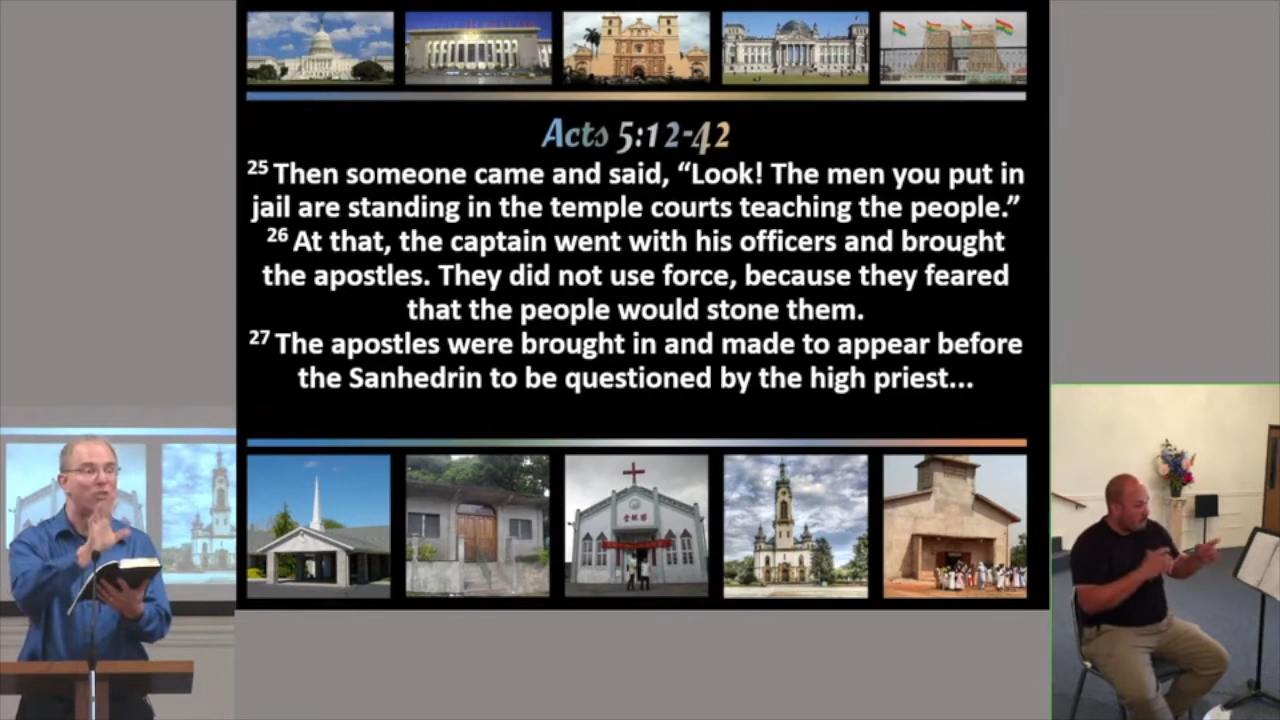 Acts 5:12-42
25 Then someone came and said, “Look! The men you put in
jail are standing in the temple courts teaching the people.”
26 At that, the captain went with his officers and brought
the apostles. They did not use force, because they feared
that the people would stone them.
27 The apostles were brought in and made to appear before
the Sanhedrin to be questioned by the high priest...